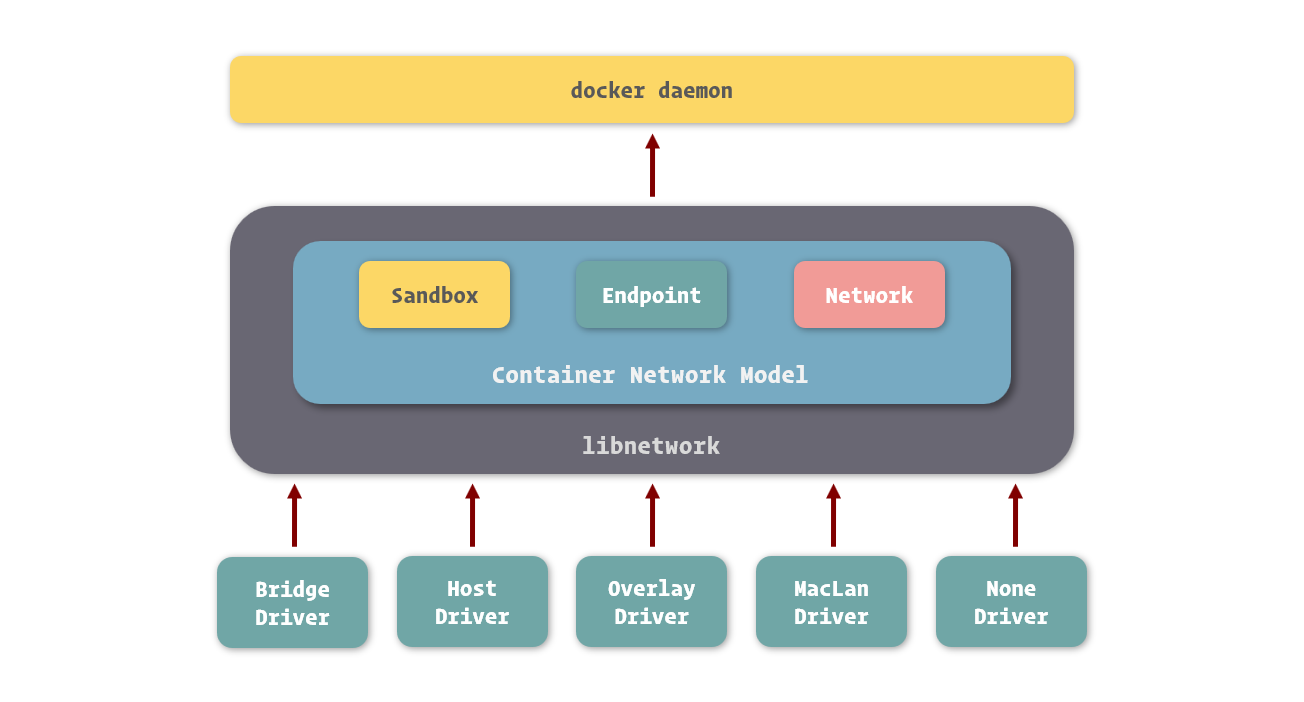 docker daemon
Sandbox
Endpoint
Network
Container Network Model
libnetwork
Bridge
Driver
Host
Driver
Overlay
Driver
MacLan
Driver
None
Driver